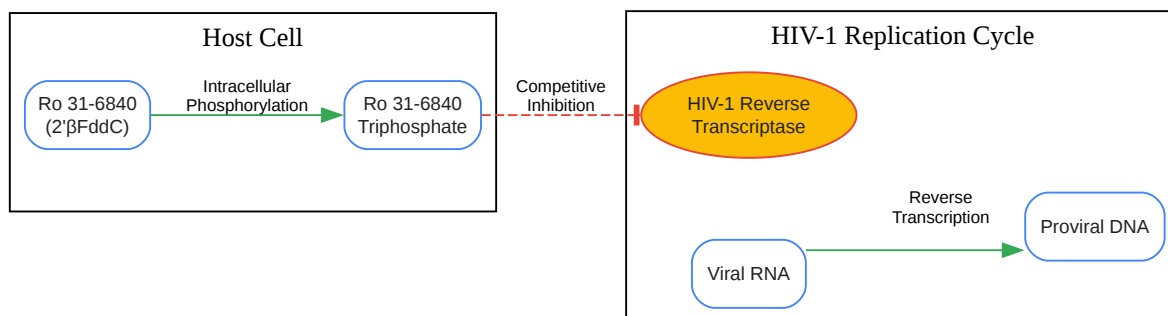 Host Cell
Ro 31-6840
(2'βFddC)
Intracellular
Phosphorylation
Ro 31-6840
Triphosphate
Competitive
Inhibition
HIV-1 Replication Cycle
HIV-1 Reverse
Transcriptase
Viral RNA
Reverse
Transcription
Proviral DNA